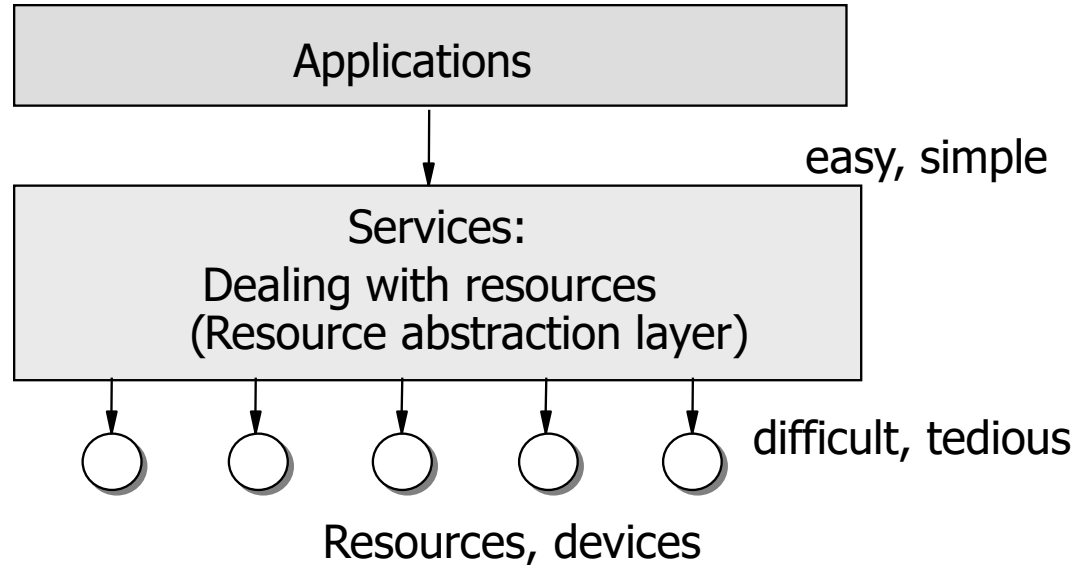 Applications
easy, simple
Services:
Dealing with resources
(Resource abstraction layer)
difficult, tedious
Resources, devices